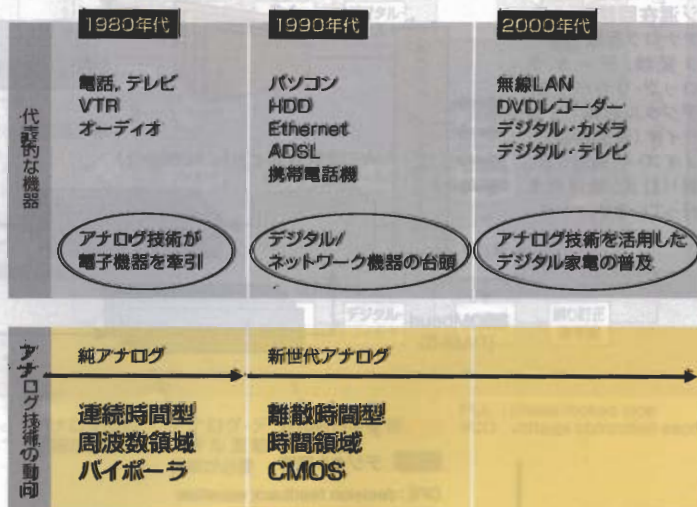 1980年代
1990年代
2000年代
代表的な機器
電話, テレビ
VTR
オーディオ
パソコン
HDD
Ethernet
ADSL
携帯電話機
無線LAN
DVDレコーダー
デジタル・カメラ
デジタル・テレビ
アナログ技術が
電子機器を牽引
デジタル/
ネットワーク機器の台頭
アナログ技術を活用した
デジタル家電の普及
アナログ技術の動向
純アナログ
新世代アナログ
連続時間型
周波数領域
バイポーラ
離散時間型
時間領域
CMOS